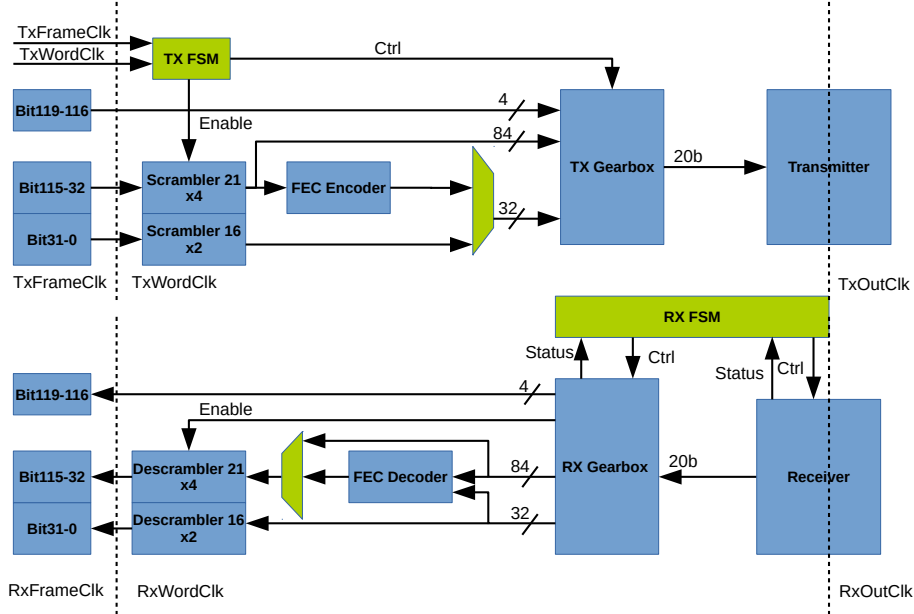 TxFrameClk
TxWordClk
TX FSM
Ctrl
Bit119-116
4
Enable
84
Bit115-32
Scrambler 21
x4
FEC Encoder
TX Gearbox
20b
Transmitter
32
Bit31-0
Scrambler 16
x2
TxFrameClk
TxWordClk
TxOutClk
RX FSM
Status
Ctrl
Status
Ctrl
Bit119-116
4
Enable
Bit115-32
Descrambler 21
x4
FEC Decoder
84
RX Gearbox
20b
Receiver
32
Bit31-0
Descrambler 16
x2
RxFrameClk
RxWordClk
RxOutClk